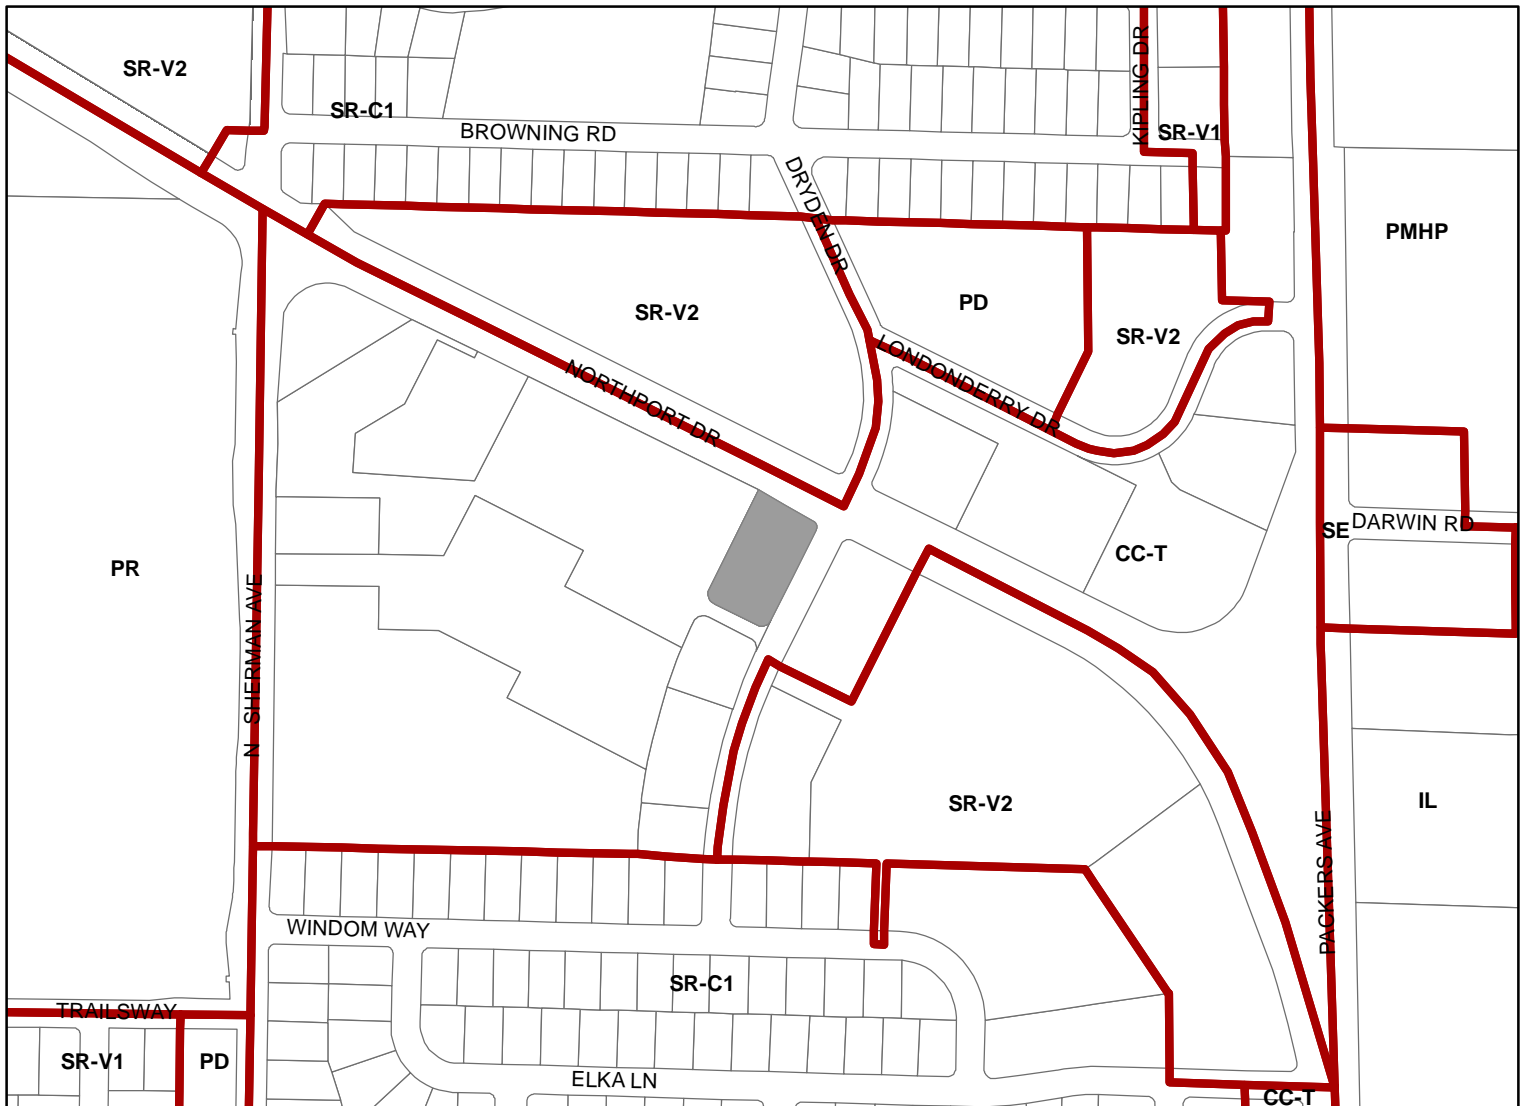 SR-V2
SR-C1
BROWNING RD
KIPLING DR
SR-V1
DRYDEN DR
PMHP
SR-V2
PD
SR-V2
LONDONDERRY DR
NORTHPORT DR
SE
DARWIN RD
CC-T
PR
N SHERMAN AVE
SR-V2
IL
PACKERS AVE
WINDOM WAY
SR-C1
TRAILSWAY
SR-V1
PD
ELKA LN
CC-T